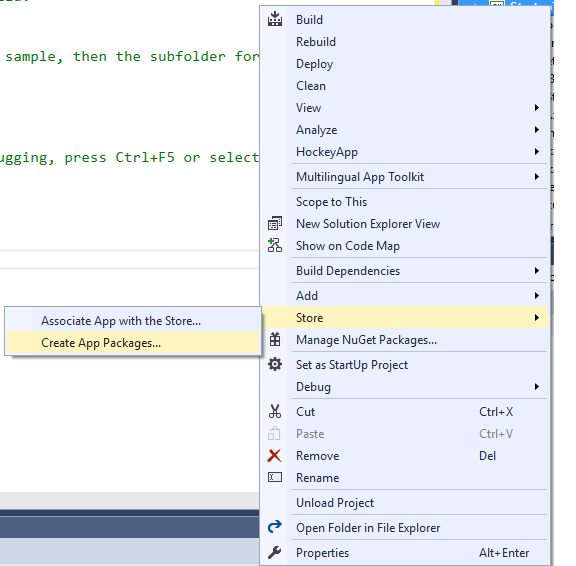 sample, then the subfolder for
ugging, press Ctrl+F5 or select
Build
Rebuild
Deploy
Clean
View
Analyze
HockeyApp
Multilingual App Toolkit
Scope to This
New Solution Explorer View
Show on Code Map
Build Dependencies
Add
Store
Associate App with the Store...
Create App Packages...
Manage NuGet Packages...
Set as StartUp Project
Debug
Cut Ctrl+X
Paste Ctrl+V
Remove Del
Rename
Unload Project
Open Folder in File Explorer
Properties Alt+Enter